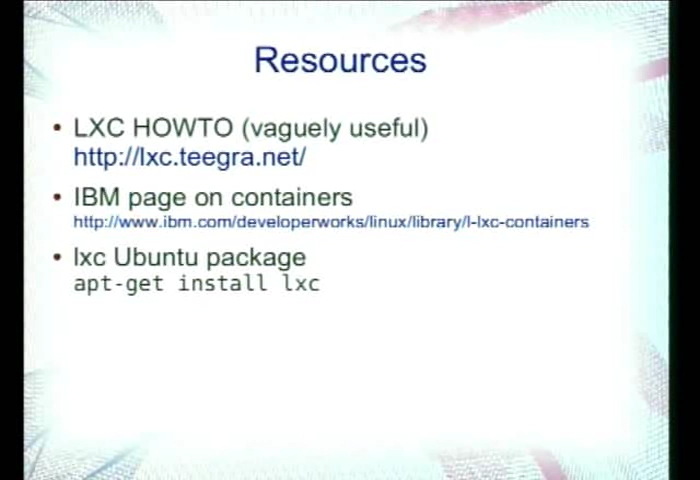 Resources
• LXC HOWTO (vaguely useful)
http://lxc.teegra.net/
• IBM page on containers
http://www.ibm.com/developerworks/linux/library/l-lxc-containers
• lxc Ubuntu package
apt-get install lxc